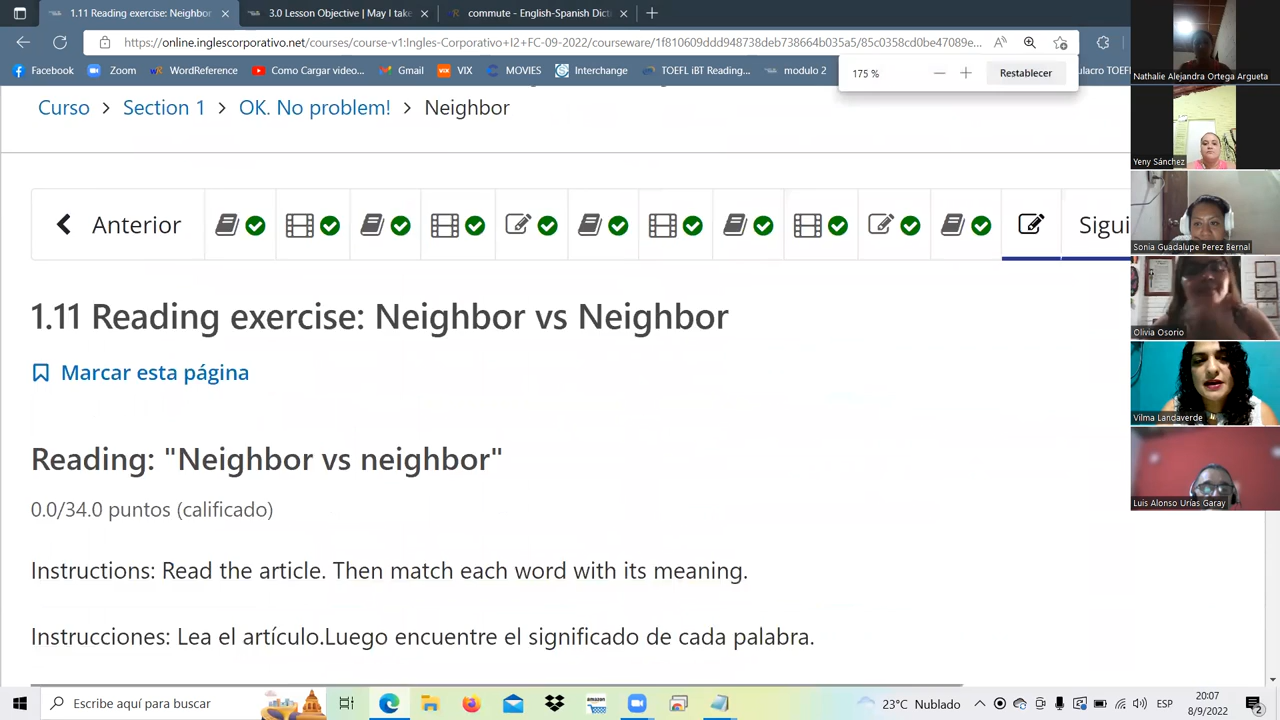 1.11 Reading exercise: Neighbor
3.0 Lesson Objective | May I take
commute - English-Spanish Dict
https://online.inglescorporativo.net/courses/course-v1:Ingles-Corporativo+I2+FC-09-2022/courseware/1f810609ddd948738deb738664b035a5/85c0358cd0be47089e...
Facebook
Zoom
WordReference
Como Cargar video...
Gmail
VIX
MOVIES
Interchange
TOEFL iBT Reading...
modulo 2
175 %
Restablecer
Curso > Section 1 > OK. No problem! > Neighbor
Anterior
Sigui
1.11 Reading exercise: Neighbor vs Neighbor
Marcar esta página
Reading: "Neighbor vs neighbor"
0.0/34.0 puntos (calificado)
Instructions: Read the article. Then match each word with its meaning.
Instrucciones: Lea el artículo.Luego encuentre el significado de cada palabra.
Nathalie Alejandra Ortega Argueta
Yeny Sánchez
Sonia Guadalupe Perez Bernal
Olivia Osorio
Vilma Landaverde
Luis Alonso Urías Garay
Escribe aquí para buscar
23°C Nublado
ESP
20:07
8/9/2022
2